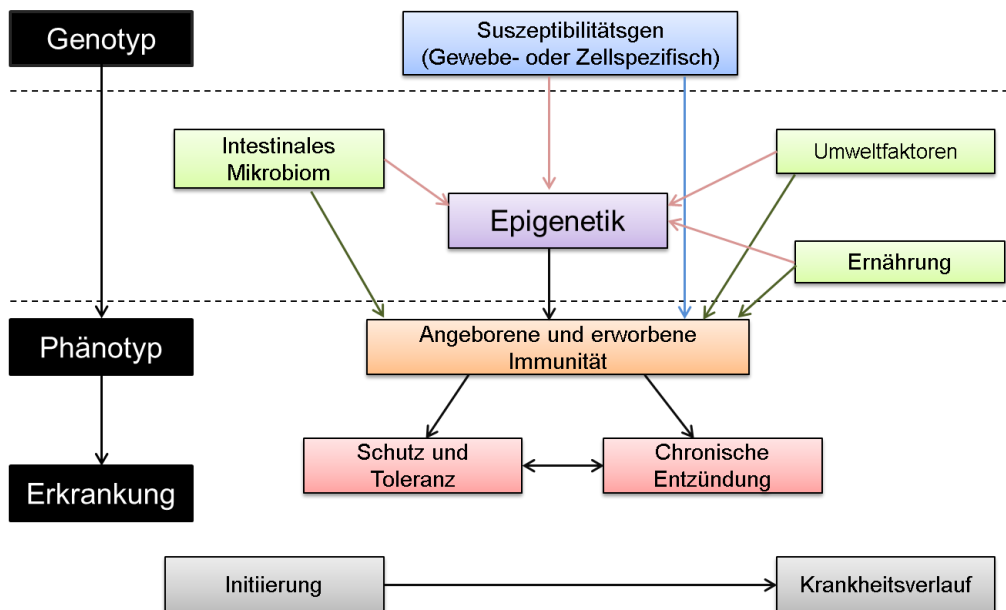 Genotyp
Suszeptibilitätsgen
(Gewebe- oder Zellspezifisch)
Intestinales
Mikrobiom
Umweltfaktoren
Epigenetik
Ernährung
Phänotyp
Angeborene und erworbene
Immunität
Schutz und
Toleranz
Chronische
Entzündung
Erkrankung
Initiierung
Krankheitsverlauf